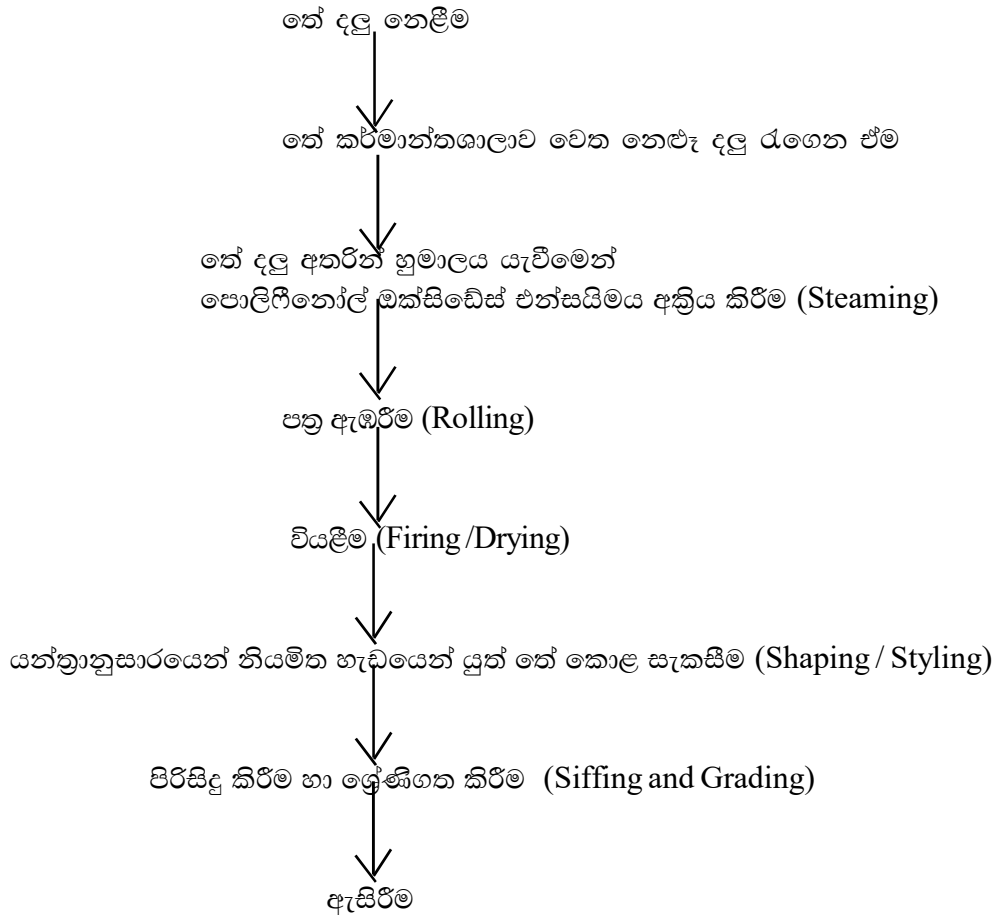 තේ දලු නෙළීම
තේ කර්මාන්තශාලාව වෙත නෙළූ දලු රැගෙන ඒම
තේ දලු අතරින් හුමාලය යැවීමෙන්
පොලිෆීනෝල් ඔක්සිඩේස් එන්සයිමය අක්‍රිය කිරීම (Steaming)
පත්‍ර ඇඹරීම (Rolling)
වියළීම (Firing /Drying)
යන්ත්‍රානුසාරයෙන් නියමිත හැඩයෙන් යුත් තේ කොළ සැකසීම (Shaping / Styling)
පිරිසිදු කිරීම හා ශ්‍රේණිගත කිරීම (Siffing and Grading)
ඇසිරීම